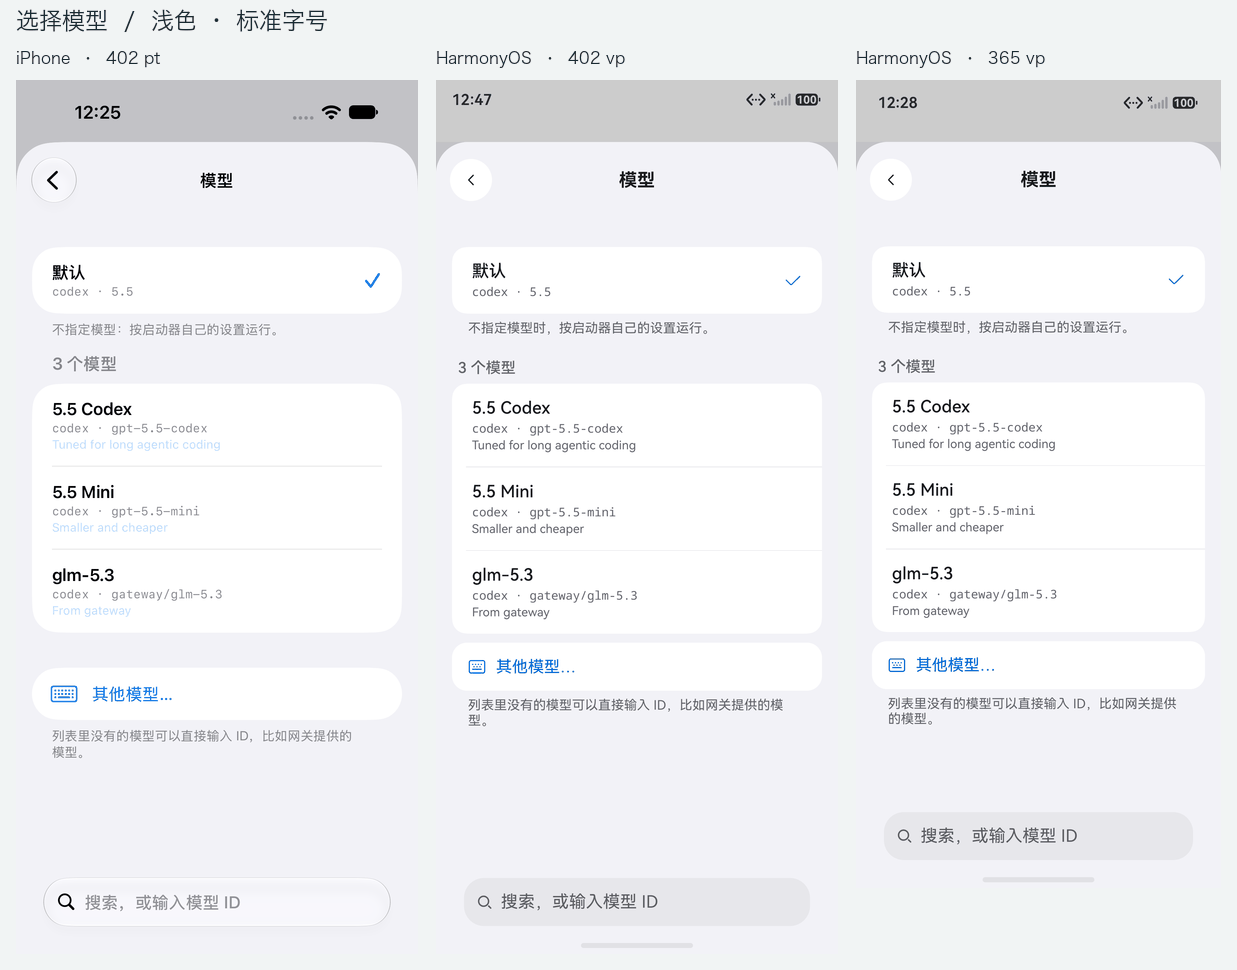 选择模型 / 浅色 · 标准字号
iPhone · 402 pt
12:25
模型
默认
codex · 5.5
不指定模型：按启动器自己的设置运行。
3 个模型
5.5 Codex
codex · gpt-5.5-codex
Tuned for long agentic coding
5.5 Mini
codex · gpt-5.5-mini
Smaller and cheaper
glm-5.3
codex · gateway/glm-5.3
From gateway
其他模型...
列表里没有的模型可以直接输入 ID，比如网关提供的
模型。
搜索，或输入模型 ID
HarmonyOS · 402 vp
12:47
100
模型
默认
codex · 5.5
不指定模型时，按启动器自己的设置运行。
3 个模型
5.5 Codex
codex · gpt-5.5-codex
Tuned for long agentic coding
5.5 Mini
codex · gpt-5.5-mini
Smaller and cheaper
glm-5.3
codex · gateway/glm-5.3
From gateway
其他模型...
列表里没有的模型可以直接输入 ID，比如网关提供的模
型。
搜索，或输入模型 ID
HarmonyOS · 365 vp
12:28
100
模型
默认
codex · 5.5
不指定模型时，按启动器自己的设置运行。
3 个模型
5.5 Codex
codex · gpt-5.5-codex
Tuned for long agentic coding
5.5 Mini
codex · gpt-5.5-mini
Smaller and cheaper
glm-5.3
codex · gateway/glm-5.3
From gateway
其他模型...
列表里没有的模型可以直接输入 ID，比如网关提供
的模型。
搜索，或输入模型 ID